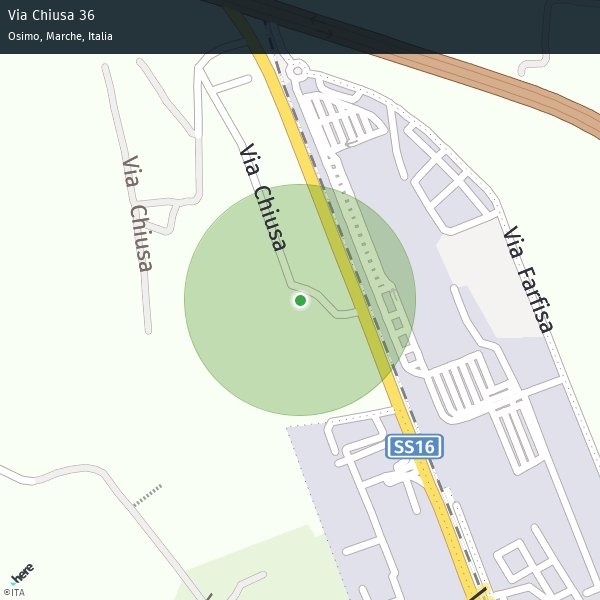 Via Chiusa 36
Osimo, Marche, Italia
Via Chiusa
Via Chiusa
Via Farfisa
SS16
here
©ITA